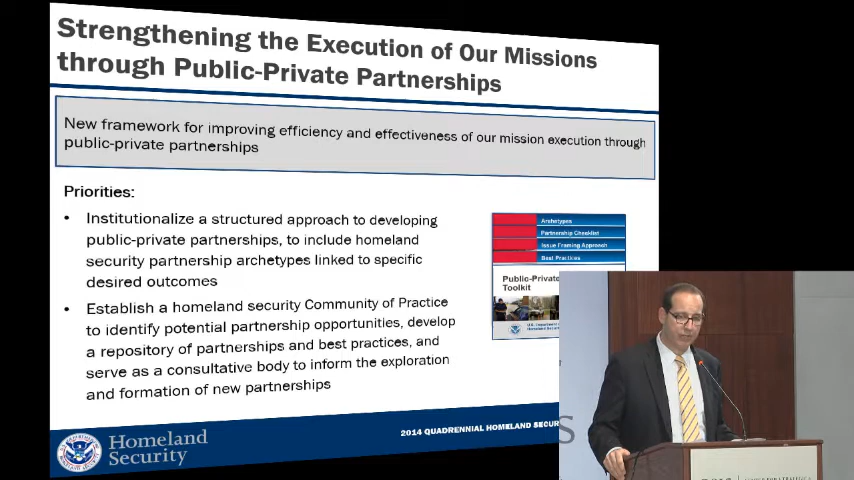 Strengthening the Execution of Our Missions
through Public-Private Partnerships
New framework for improving efficiency and effectiveness of our mission execution through
public-private partnerships
Priorities:
• Institutionalize a structured approach to developing
public-private partnerships, to include homeland
security partnership archetypes linked to specific
desired outcomes
• Establish a homeland security Community of Practice
to identify potential partnership opportunities, develop
a repository of partnerships and best practices, and
serve as a consultative body to inform the exploration
and formation of new partnerships
Archetypes
Partnership Checklist
Issue Framing Approach
Best Practices
Public-Private
Toolkit
Homeland
Security
2014 QUADRENNIAL HOMELAND SECUR